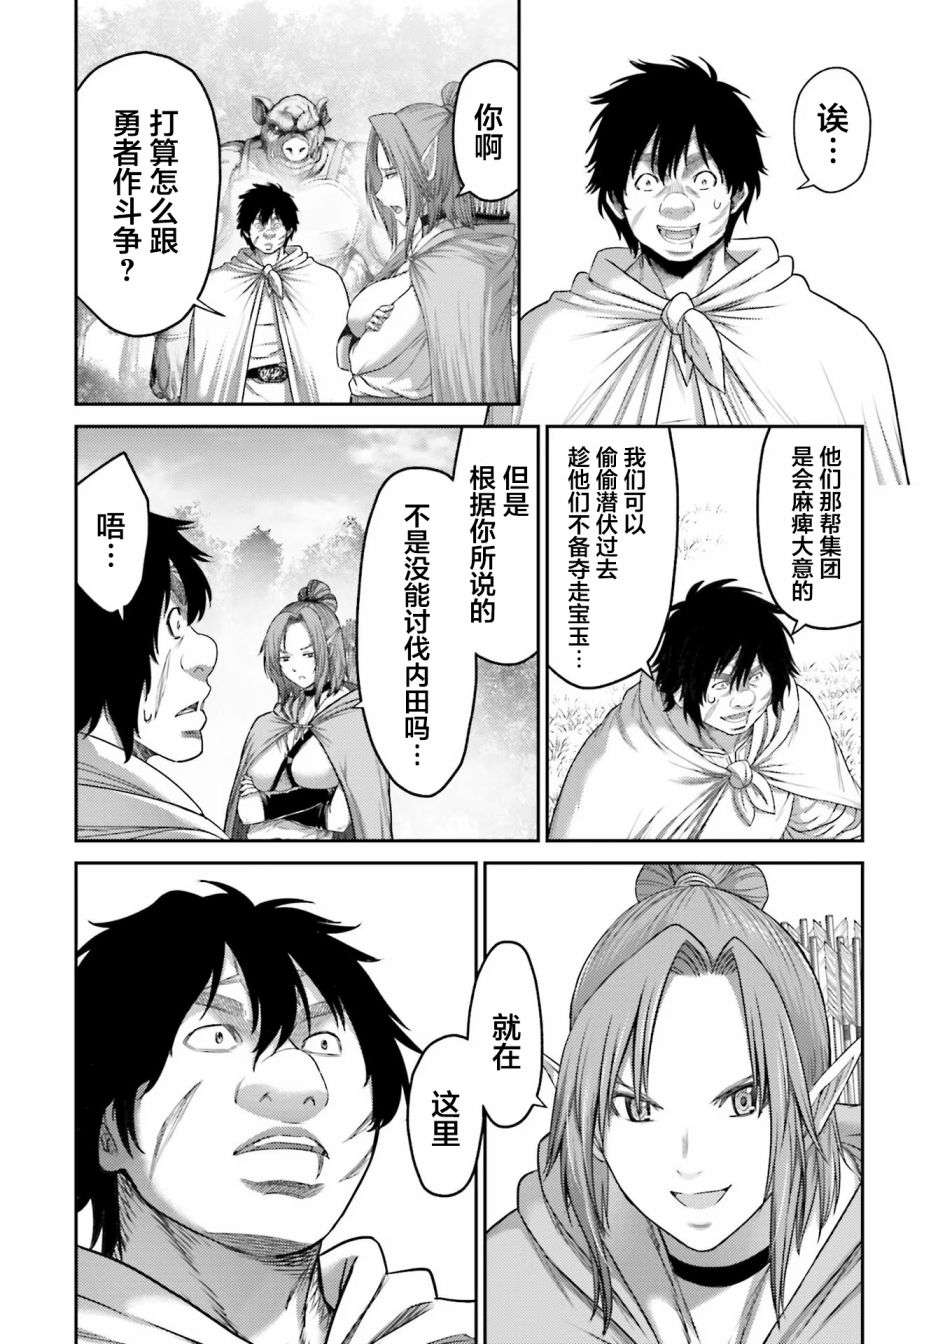 诶…
你啊
打算怎么跟
勇者作斗争？
他们那帮集团
是会麻痺大意的
我们可以
偷偷潜伏过去
趁他们不备夺走宝玉…
但是
根据你所说的
不是没能讨伐内田吗…
唔…
就在
这里